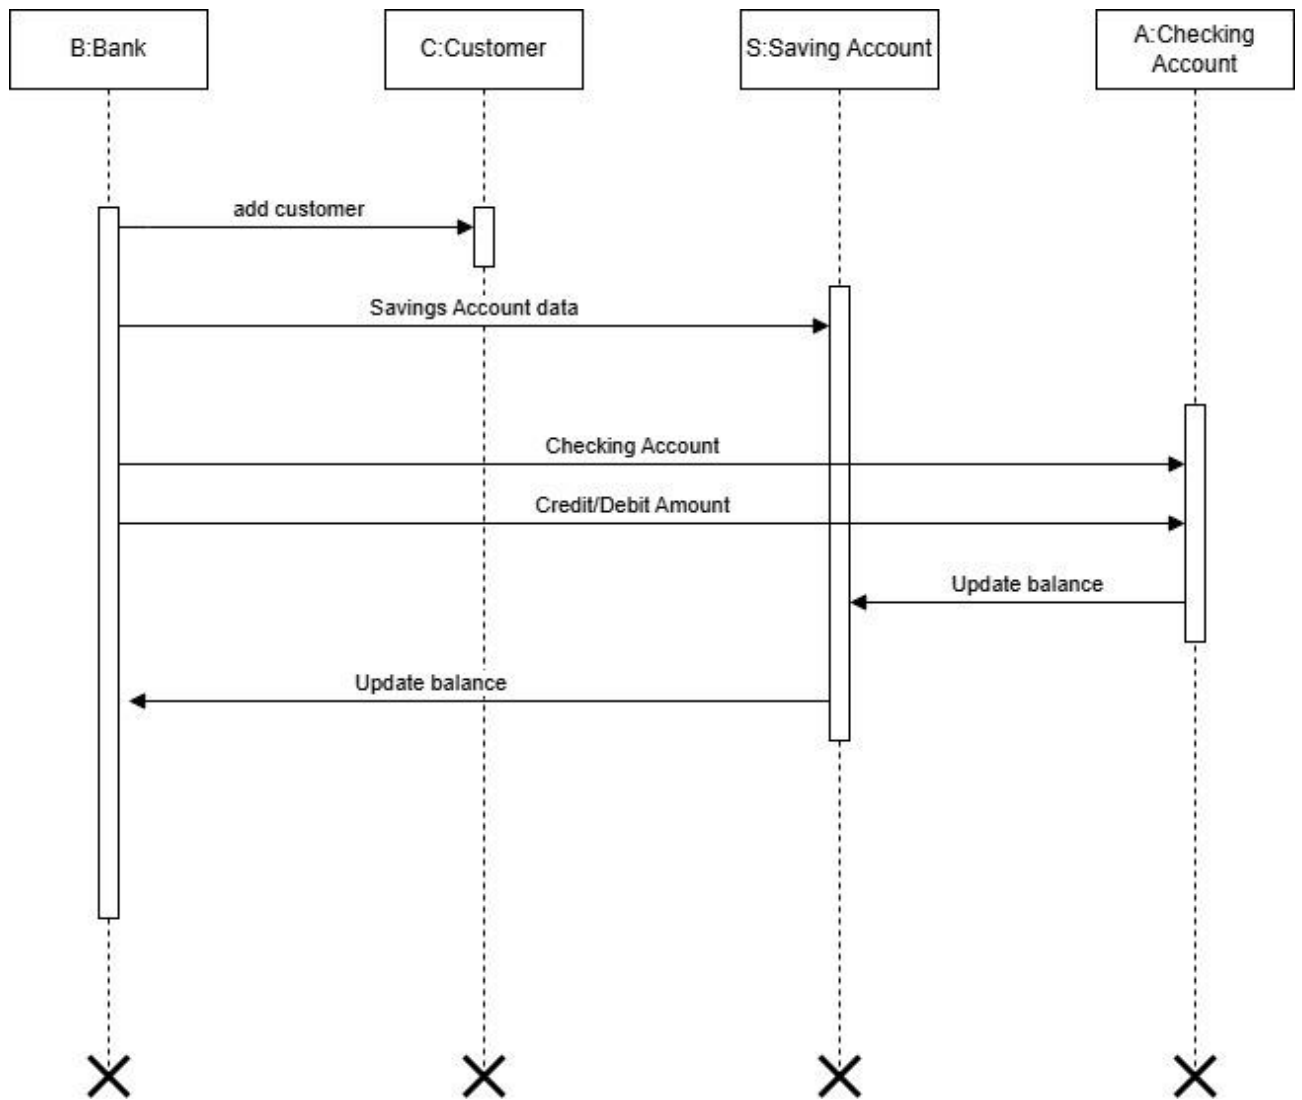 B:Bank
C:Customer
S:Saving Account
A:Checking
Account
add customer
Savings Account data
Checking Account
Credit/Debit Amount
Update balance
Update balance